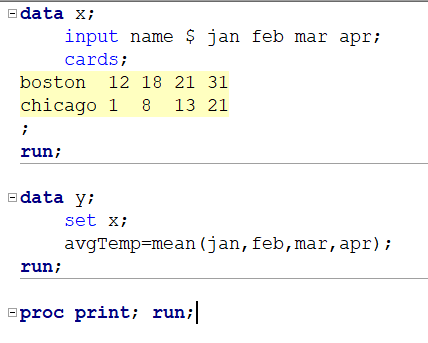 data x;
    input name $ jan feb mar apr;
    cards;
boston  12 18 21 31
chicago 1  8  13 21
;
run;
data y;
    set x;
    avgTemp=mean(jan,feb,mar,apr);
run;
proc print; run;